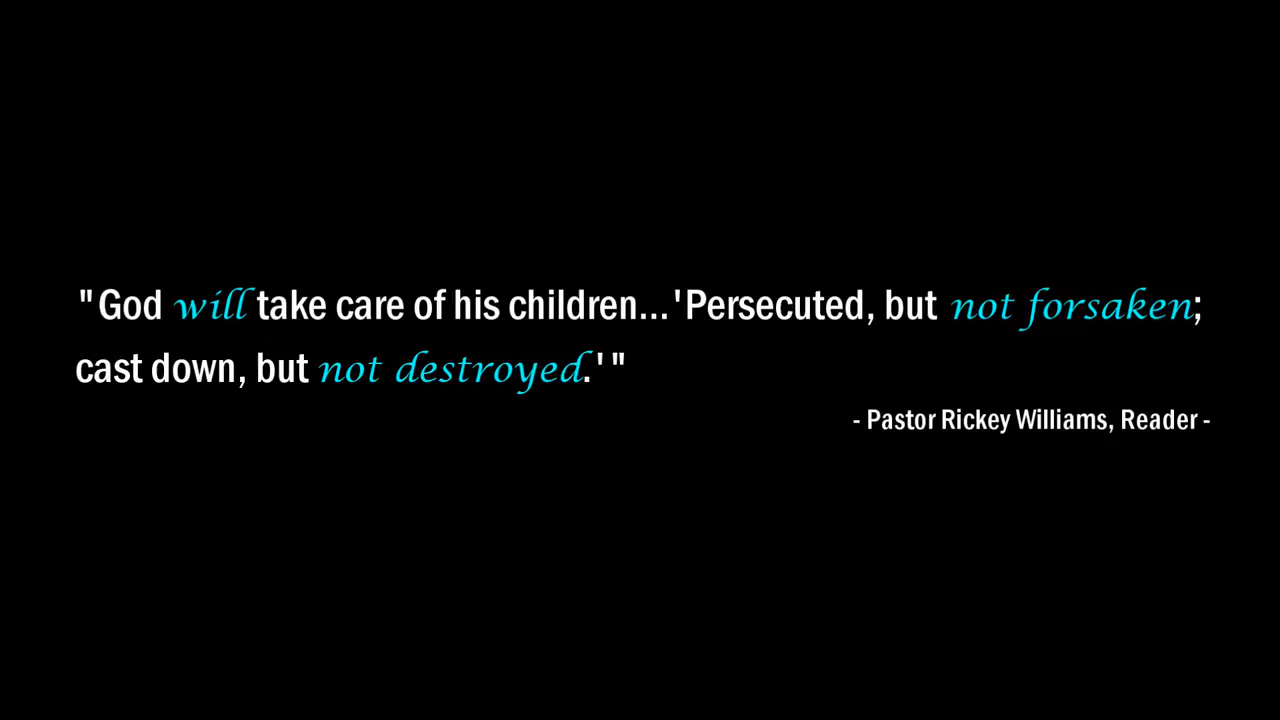 "God will take care of his children...'Persecuted, but not forsaken;
cast down, but not destroyed.'"
- Pastor Rickey Williams, Reader -